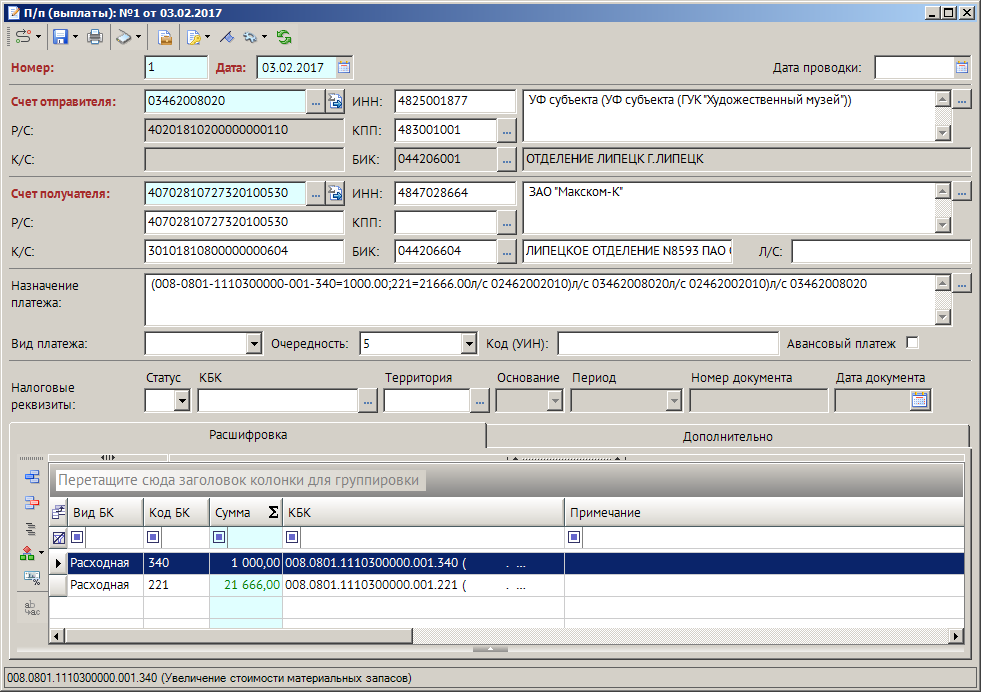 П/п (выплаты): №1 от 03.02.2017
Номер: 1 Дата: 03.02.2017 Дата проводки:
Счет отправителя: 03462008020 ... ИНН: 4825001877 УФ субъекта (УФ субъекта (ГУК "Художественный музей")) ...
Р/С: 40201810200000000110 КПП: 483001001 ...
К/С: БИК: 044206001 ... ОТДЕЛЕНИЕ ЛИПЕЦК Г.ЛИПЕЦК
Счет получателя: 40702810727320100530 ... ИНН: 4847028664 ЗАО "Макском-К" ...
Р/С: 40702810727320100530 КПП: ...
К/С: 30101810800000000604 БИК: 044206604 ... ЛИПЕЦКОЕ ОТДЕЛЕНИЕ N8593 ПАО Л/С:
Назначение платежа: (008-0801-1110300000-001-340=1000.00;221=21666.00л/с 02462002010)л/с 03462008020л/с 02462002010)л/с 03462008020 ...
Вид платежа: Очередность: 5 Код (УИН): Авансовый платеж
Налоговые реквизиты: Статус КБК ... Территория ... Основание Период Номер документа Дата документа
Расшифровка Дополнительно
Перетащите сюда заголовок колонки для группировки
Вид БК Код БК Сумма Σ КБК Примечание
Расходная 340 1 000,00 008.0801.1110300000.001.340 ( . ...
Расходная 221 21 666,00 008.0801.1110300000.001.221 ( . ...
008.0801.1110300000.001.340 (Увеличение стоимости материальных запасов)